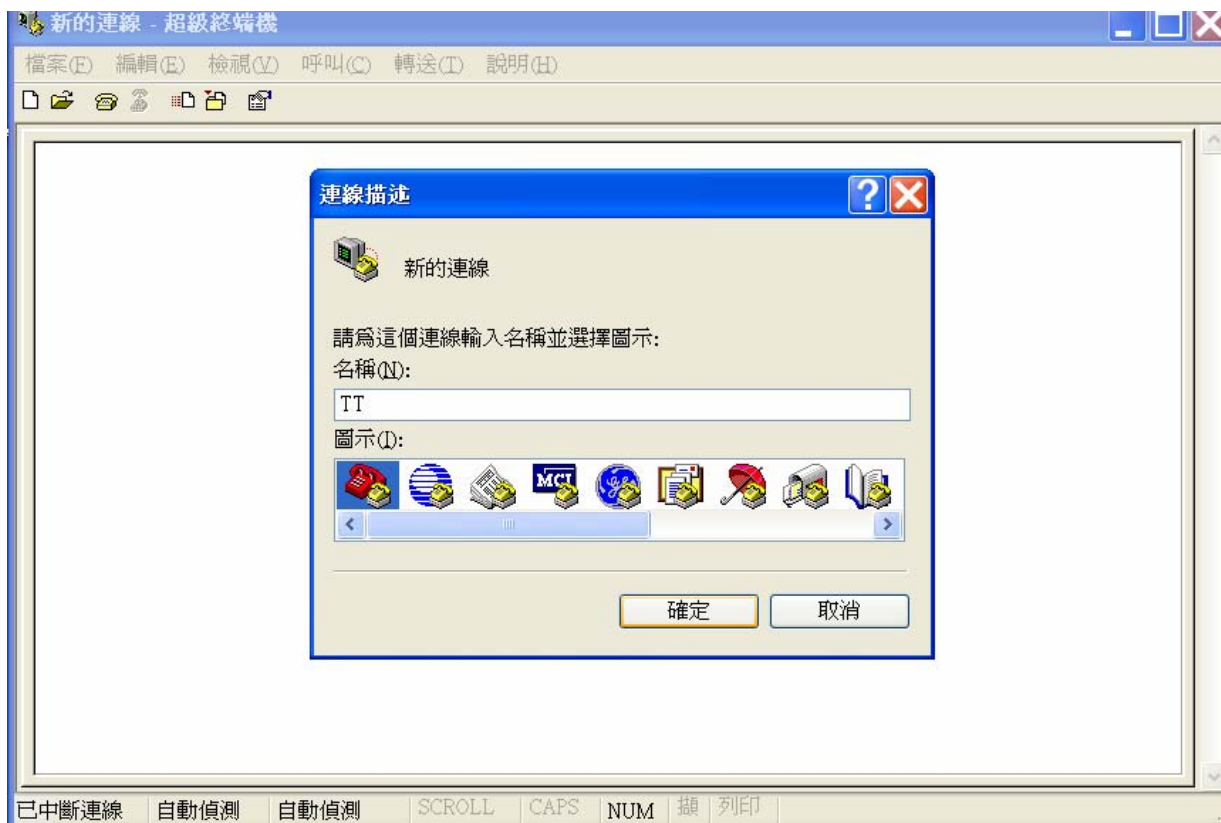 新的連線 - 超級終端機
檔案(F) 編輯(E) 檢視(V) 呼叫(C) 轉送(T) 說明(H)
連線描述
新的連線
請為這個連線輸入名稱並選擇圖示:
名稱(N):
TT
圖示(I):
MCI
確定 取消
已中斷連線 自動偵測 自動偵測 SCROLL CAPS NUM 擷 列印